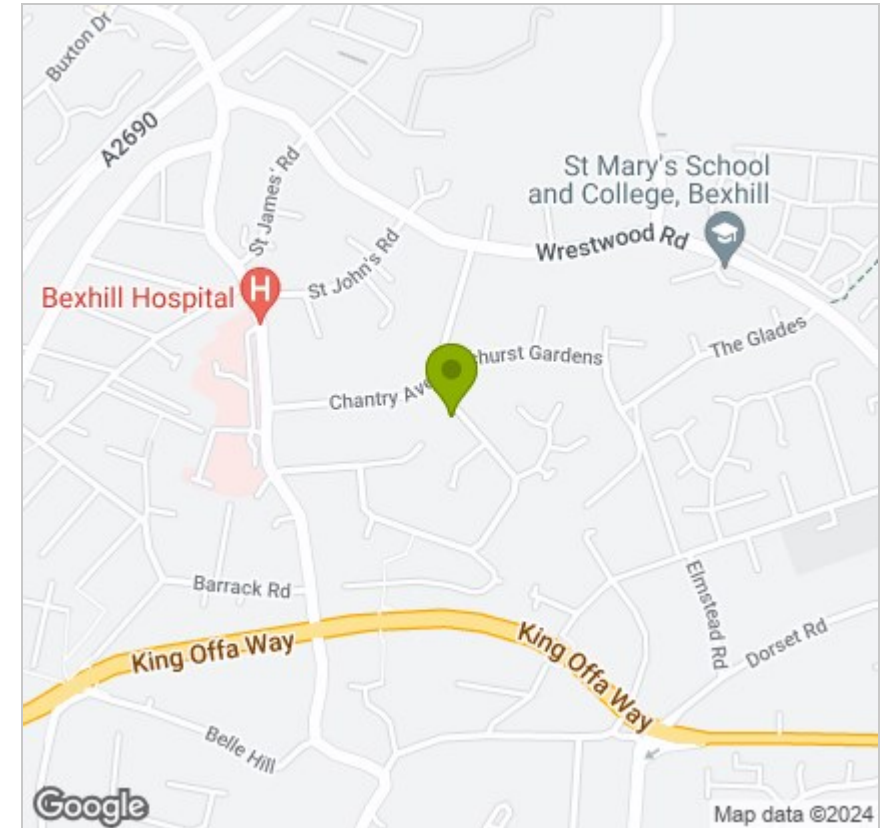 Buxton Dr
A2690
St James' Rd
St Mary's School
and College, Bexhill
Wrestwood Rd
St John's Rd
Bexhill Hospital
H
The Glades
hurst Gardens
Chantry Ave
Barrack Rd
Elmstead Rd
King Offa Way
King Offa Way
Dorset Rd
Belle Hill
Google
Map data ©2024